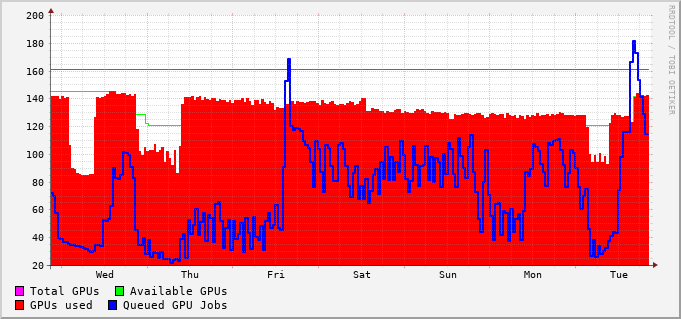 200
180
160
140
120
100
80
60
40
20
Wed Thu Fri Sat Sun Mon Tue
RRDTOOL / TOBI OETIKER
Total GPUs Available GPUs
GPUs used Queued GPU Jobs